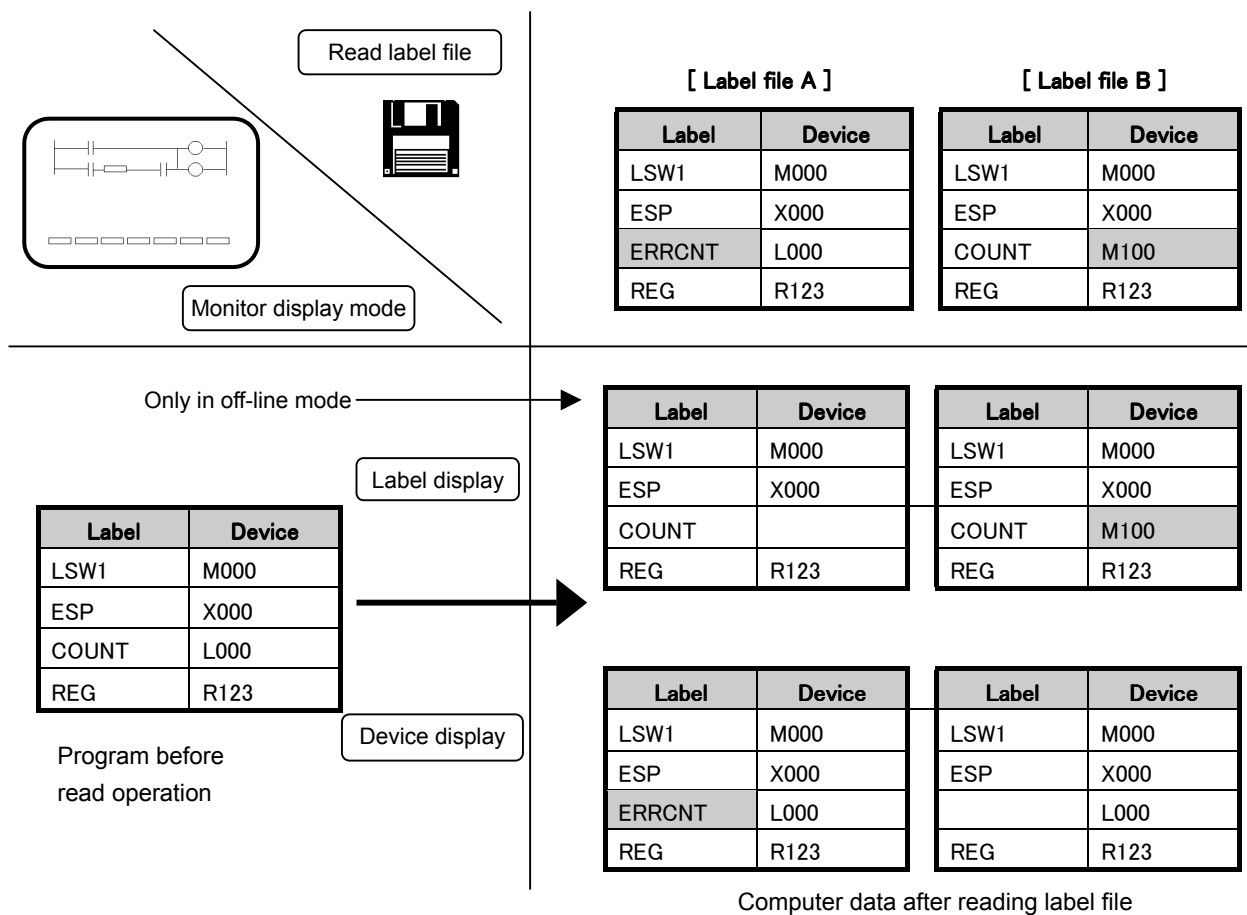 Read label file
Monitor display mode
[ Label file A ]
Label Device
LSW1 M000
ESP X000
ERRCNT L000
REG R123
[ Label file B ]
Label Device
LSW1 M000
ESP X000
COUNT M100
REG R123
Only in off-line mode
Label display
Label Device
LSW1 M000
ESP X000
COUNT L000
REG R123
Program before
read operation
Device display
Label Device
LSW1 M000
ESP X000
COUNT
REG R123
Label Device
LSW1 M000
ESP X000
COUNT M100
REG R123
Label Device
LSW1 M000
ESP X000
ERRCNT L000
REG R123
Label Device
LSW1 M000
ESP X000
L000
REG R123
Computer data after reading label file